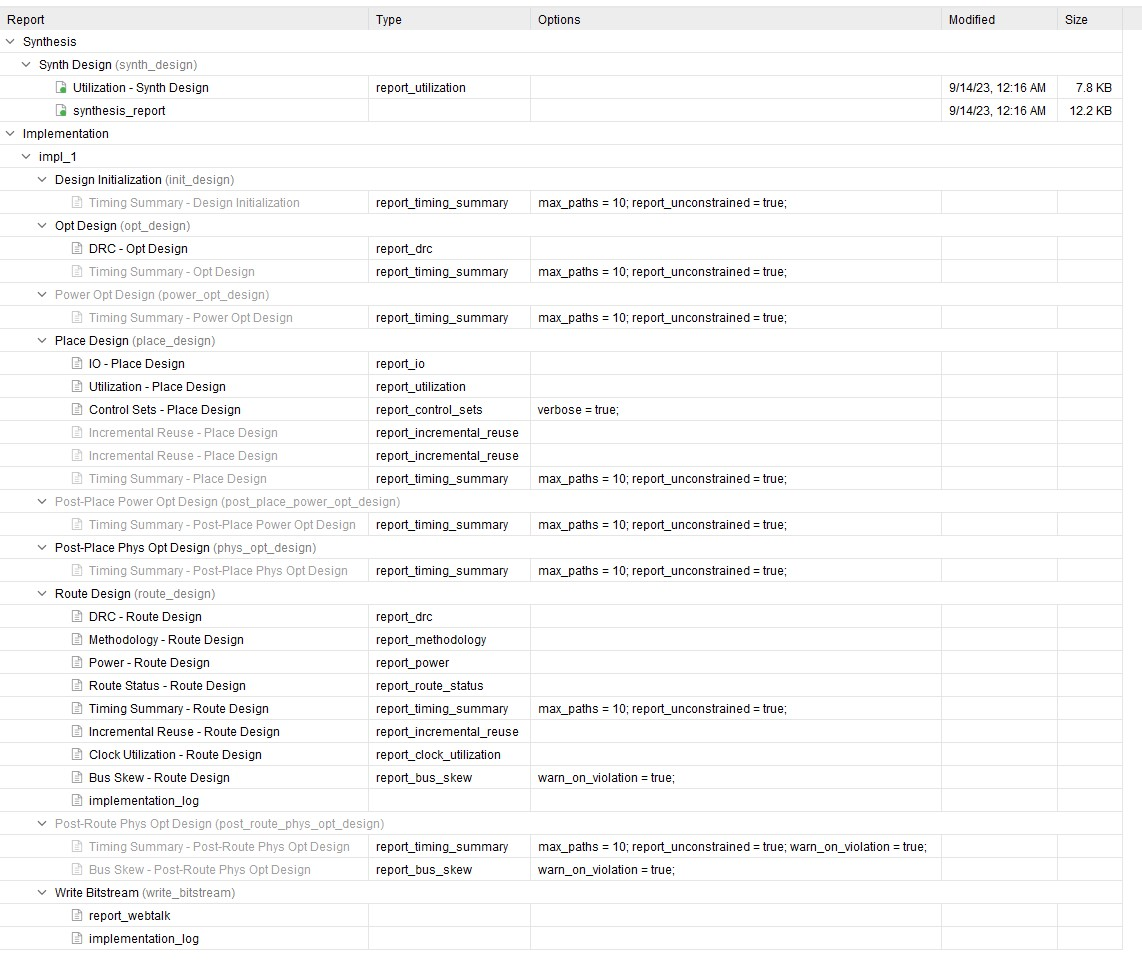 Report Type Options Modified Size
Synthesis
Synth Design (synth_design)
Utilization - Synth Design report_utilization 9/14/23, 12:16 AM 7.8 KB
synthesis_report 9/14/23, 12:16 AM 12.2 KB
Implementation
impl_1
Design Initialization (init_design)
Timing Summary - Design Initialization report_timing_summary max_paths = 10; report_unconstrained = true;
Opt Design (opt_design)
DRC - Opt Design report_drc
Timing Summary - Opt Design report_timing_summary max_paths = 10; report_unconstrained = true;
Power Opt Design (power_opt_design)
Timing Summary - Power Opt Design report_timing_summary max_paths = 10; report_unconstrained = true;
Place Design (place_design)
IO - Place Design report_io
Utilization - Place Design report_utilization
Control Sets - Place Design report_control_sets verbose = true;
Incremental Reuse - Place Design report_incremental_reuse
Incremental Reuse - Place Design report_incremental_reuse
Timing Summary - Place Design report_timing_summary max_paths = 10; report_unconstrained = true;
Post-Place Power Opt Design (post_place_power_opt_design)
Timing Summary - Post-Place Power Opt Design report_timing_summary max_paths = 10; report_unconstrained = true;
Post-Place Phys Opt Design (phys_opt_design)
Timing Summary - Post-Place Phys Opt Design report_timing_summary max_paths = 10; report_unconstrained = true;
Route Design (route_design)
DRC - Route Design report_drc
Methodology - Route Design report_methodology
Power - Route Design report_power
Route Status - Route Design report_route_status
Timing Summary - Route Design report_timing_summary max_paths = 10; report_unconstrained = true;
Incremental Reuse - Route Design report_incremental_reuse
Clock Utilization - Route Design report_clock_utilization
Bus Skew - Route Design report_bus_skew warn_on_violation = true;
implementation_log
Post-Route Phys Opt Design (post_route_phys_opt_design)
Timing Summary - Post-Route Phys Opt Design report_timing_summary max_paths = 10; report_unconstrained = true; warn_on_violation = true;
Bus Skew - Post-Route Phys Opt Design report_bus_skew warn_on_violation = true;
Write Bitstream (write_bitstream)
report_webtalk
implementation_log